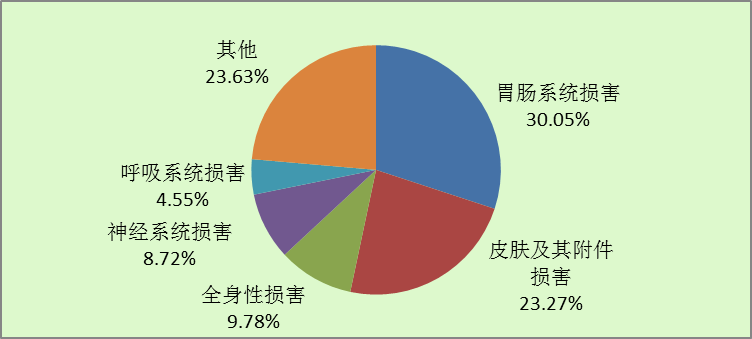 其他
23.63%
胃肠系统损害
30.05%
呼吸系统损害
4.55%
神经系统损害
8.72%
皮肤及其附件
损害
23.27%
全身性损害
9.78%